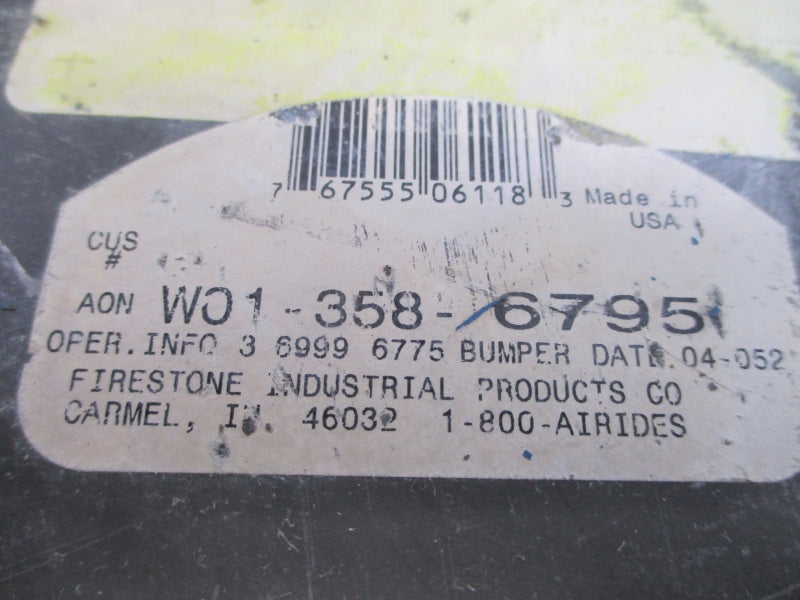 7 67555 06118 3 Made in
USA
CUS
#
AON W01-358-6795
OPER.INFO 3 6999 6775 BUMPER DATE 04-052
FIRESTONE INDUSTRIAL PRODUCTS CO
CARMEL, IN. 46032 1-800-AIRIDES